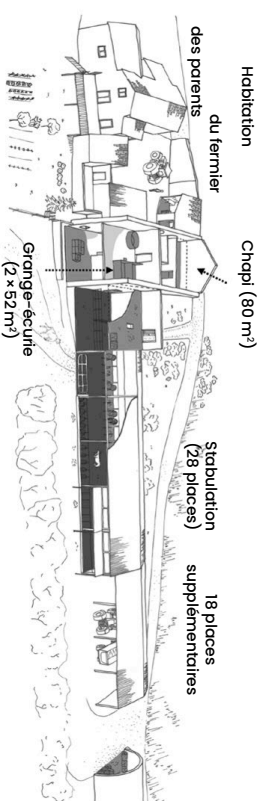 Habitation
du fermier
des parents
Chapi (80 m²)
Grange-écurie
(2 × 52 m²)
Stabulation
(28 places)
18 places
supplémentaires